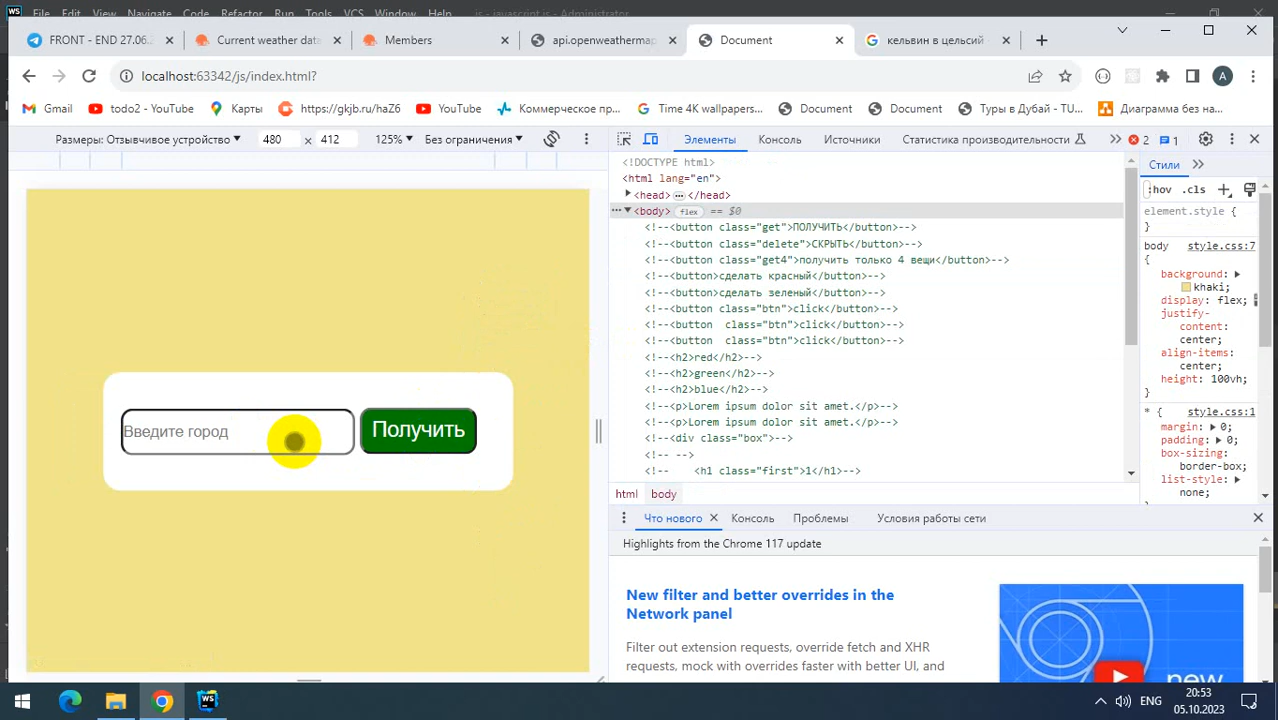 WS Edit View Navigate Code Refactor Run Tools VCS Window Help js - javascript.js - Administrator
FRONT - END 27.06.
Current weather dat
Members
api.openweathermap
Document
кельвин в цельсий
localhost:63342/js/index.html?
A
Gmail
todo2 - YouTube
Карты
https://gkjb.ru/haZ6
YouTube
Коммерческое пр...
Time 4K wallpapers...
Document
Document
Туры в Дубай - TU...
Диаграмма без на...
Размеры: Отзывчивое устройство
480 x 412
125%
Без ограничения
Введите город
Получить
Элементы
Консоль
Источники
Статистика производительности
2
1
<!DOCTYPE html>
<html lang="en">
<head> ... </head>
... <body> flex == $0
<!--<button class="get">ПОЛУЧИТЬ</button>-->
<!--<button class="delete">СКРЫТЬ</button>-->
<!--<button class="get4">получить только 4 вещи</button>-->
<!--<button>сделать красный</button>-->
<!--<button>сделать зеленый</button>-->
<!--<button class="btn">click</button>-->
<!--<button  class="btn">click</button>-->
<!--<button  class="btn">click</button>-->
<!--<h2>red</h2>-->
<!--<h2>green</h2>-->
<!--<h2>blue</h2>-->
<!--<p>Lorem ipsum dolor sit amet.</p>-->
<!--<p>Lorem ipsum dolor sit amet.</p>-->
<!--<div class="box">-->
<!-- -->
<!--    <h1 class="first">1</h1>-->
html body
Стили
:hov .cls
element.style {
}
body style.css:7
{
background:
khaki;
display: flex;
justify-
content:
center;
align-items:
center;
height: 100vh;
}
* { style.css:1
margin: 0;
padding: 0;
box-sizing:
border-box;
list-style:
none;
Что нового
Консоль
Проблемы
Условия работы сети
Highlights from the Chrome 117 update
New filter and better overrides in the
Network panel
Filter out extension requests, override fetch and XHR
requests, mock with overrides faster with better UI, and
new
WS
ENG
20:53
05.10.2023